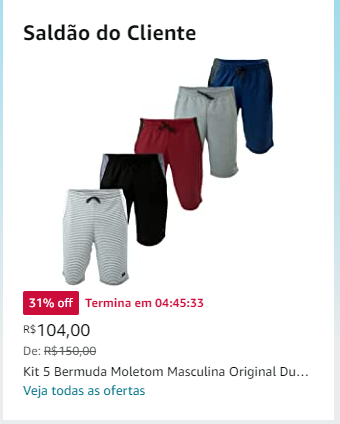 Saldão do Cliente
31% off Termina em 04:45:33
R$104,00
De: R$150,00
Kit 5 Bermuda Moletom Masculina Original Du...
Veja todas as ofertas